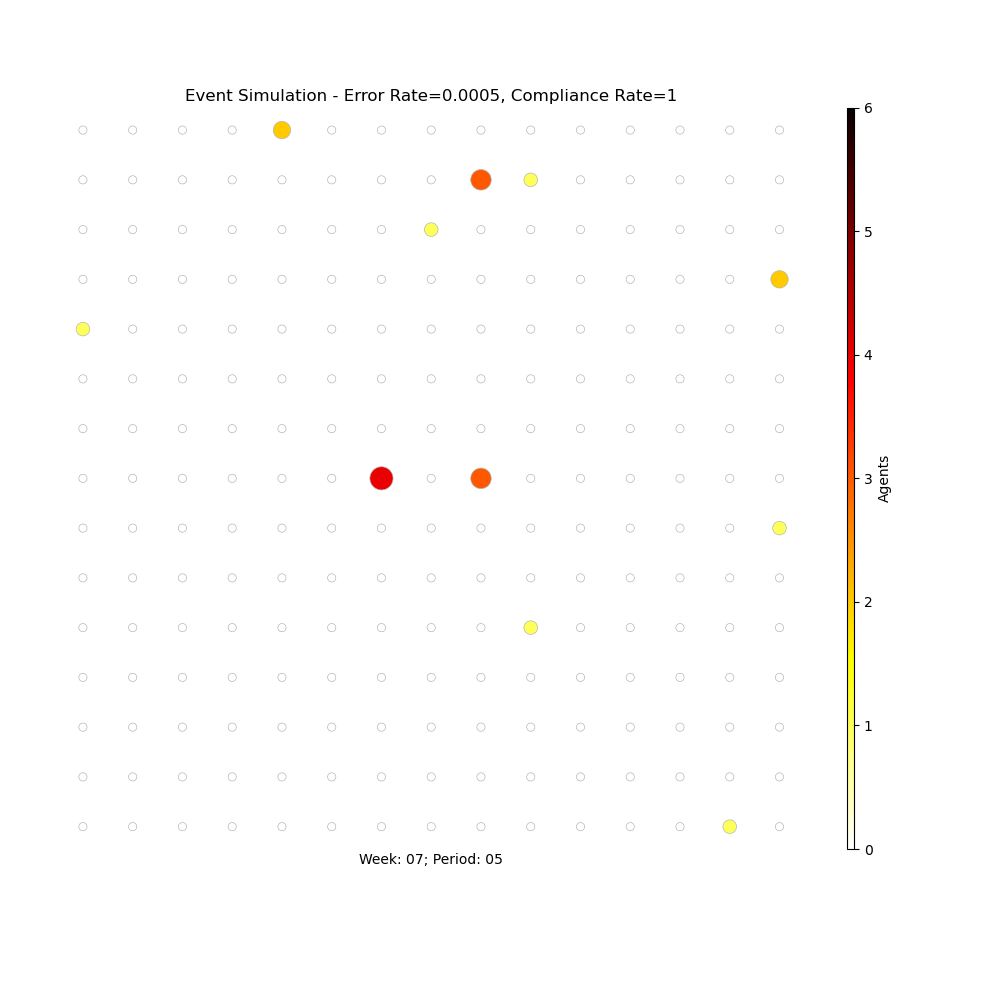 Event Simulation - Error Rate=0.0005, Compliance Rate=1
6
5
4
3
2
1
0
Agents
Week: 07; Period: 05